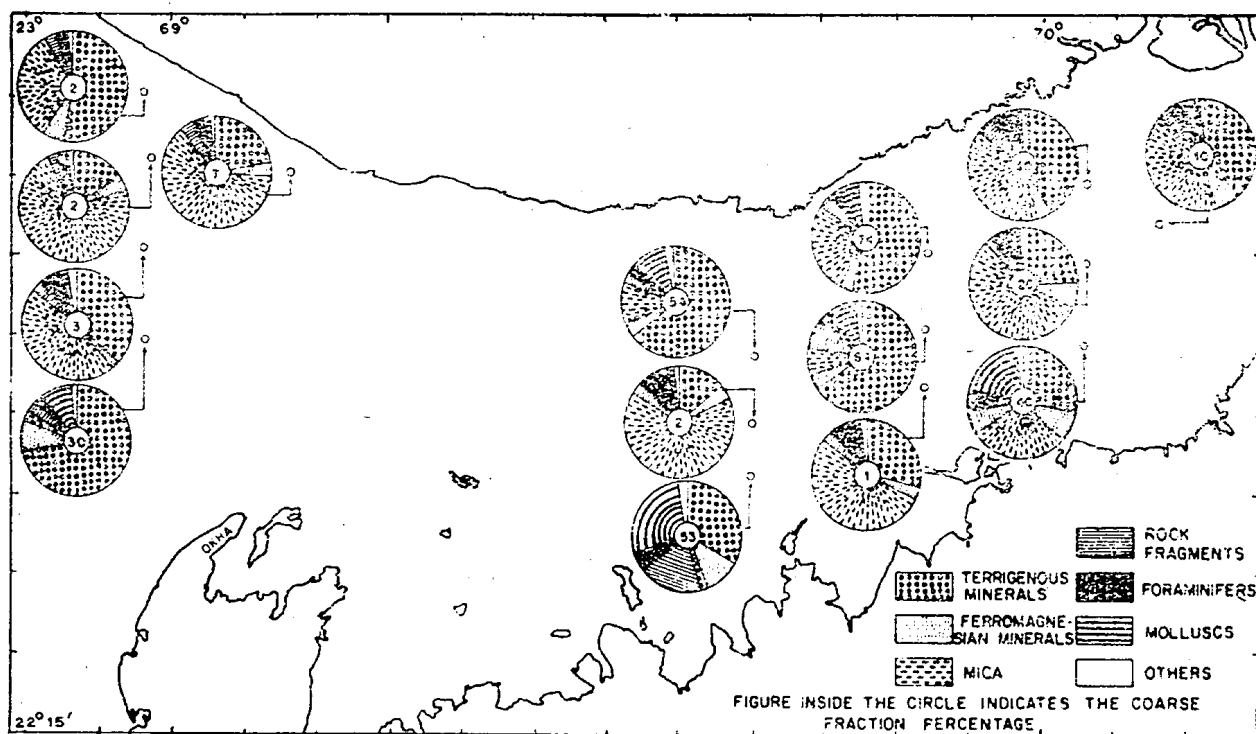 23° 69° 70°
2
7
1C
2
3
53
2
30
1
53
OKHA
ROCK
FRAGMENTS
TERRIGENOUS
MINERALS
FORAMINIFERS
FERROMAGNE-
SIAN MINERALS
MOLLUSCS
MICA
OTHERS
FIGURE INSIDE THE CIRCLE INDICATES THE COARSE
FRACTION PERCENTAGE.
22° 15'